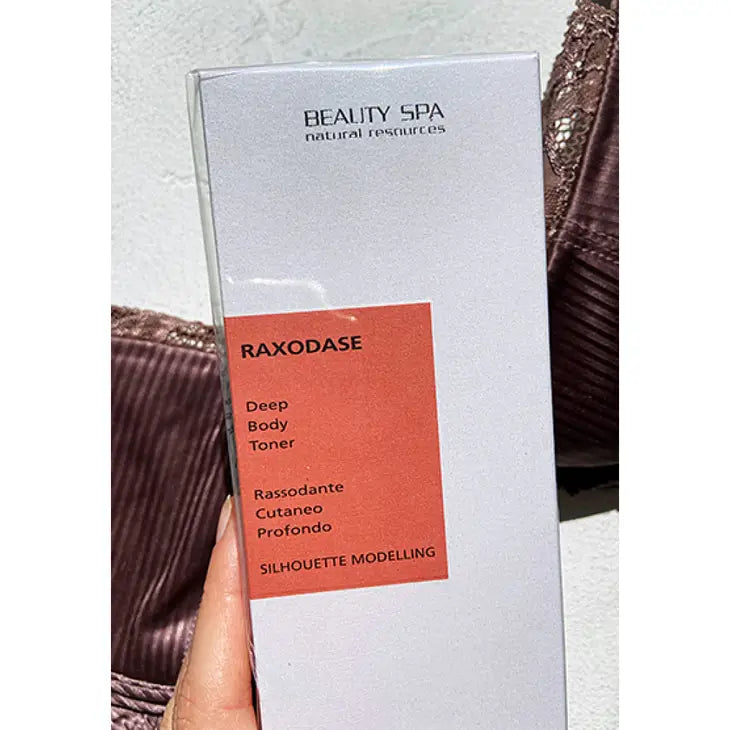 BEAUTY SPA
natural resources
RAXODASE
Deep
Body
Toner
Rassodante
Cutaneo
Profondo
SILHOUETTE MODELLING